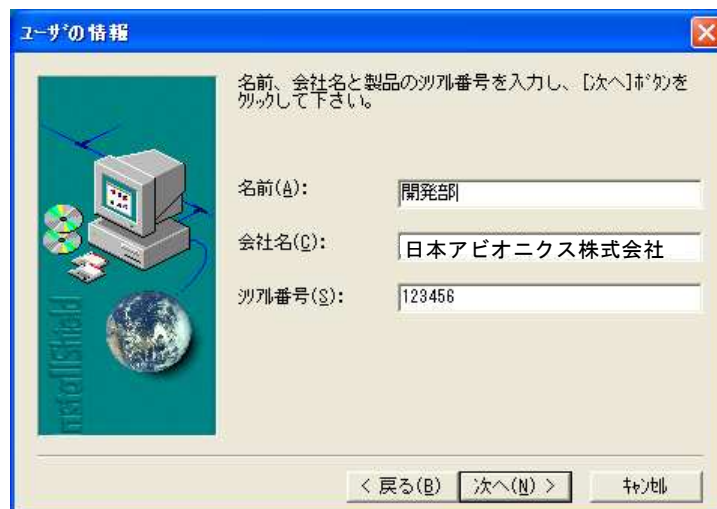 ﾕｰｻﾞの情報
名前、会社名と製品のｼﾘｱﾙ番号を入力し、[次へ]ﾎﾞﾀﾝを
ｸﾘｯｸして下さい。
名前(A):
開発部
会社名(C):
日本アビオニクス株式会社
ｼﾘｱﾙ番号(S):
123456
InstallShield
< 戻る(B)
次へ(N) >
ｷｬﾝｾﾙ